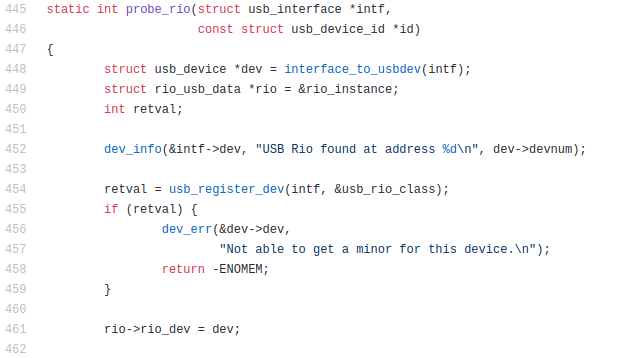 445 static int probe_rio(struct usb_interface *intf,
446                      const struct usb_device_id *id)
447 {
448         struct usb_device *dev = interface_to_usbdev(intf);
449         struct rio_usb_data *rio = &rio_instance;
450         int retval;
451
452         dev_info(&intf->dev, "USB Rio found at address %d\n", dev->devnum);
453
454         retval = usb_register_dev(intf, &usb_rio_class);
455         if (retval) {
456                 dev_err(&dev->dev,
457                         "Not able to get a minor for this device.\n");
458                 return -ENOMEM;
459         }
460
461         rio->rio_dev = dev;
462